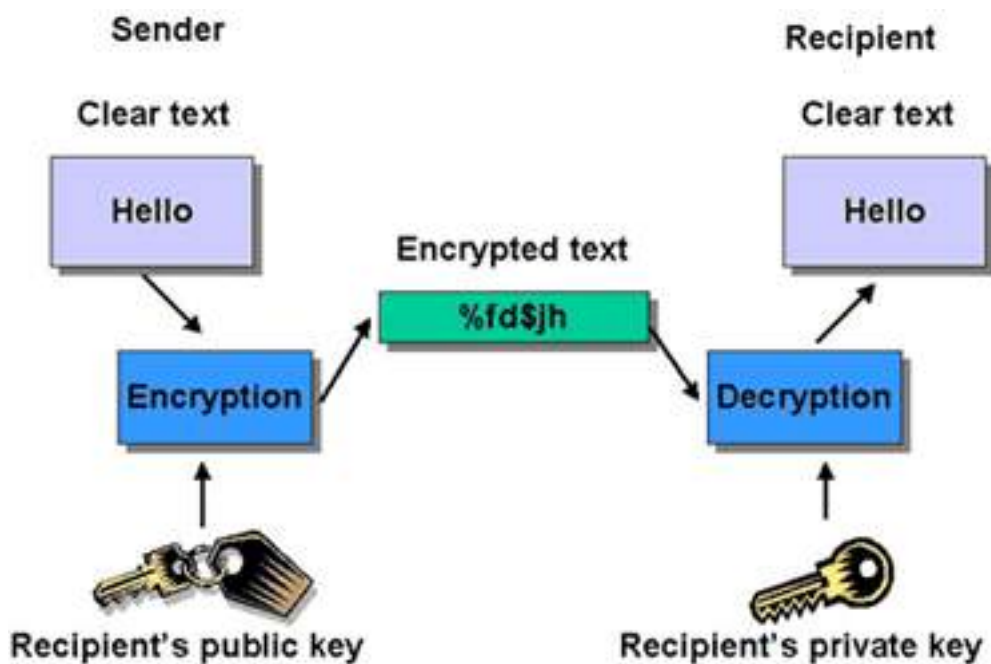 Sender
Recipient
Clear text
Clear text
Hello
Hello
Encrypted text
%fd$jh
Encryption
Decryption
Recipient's public key
Recipient's private key